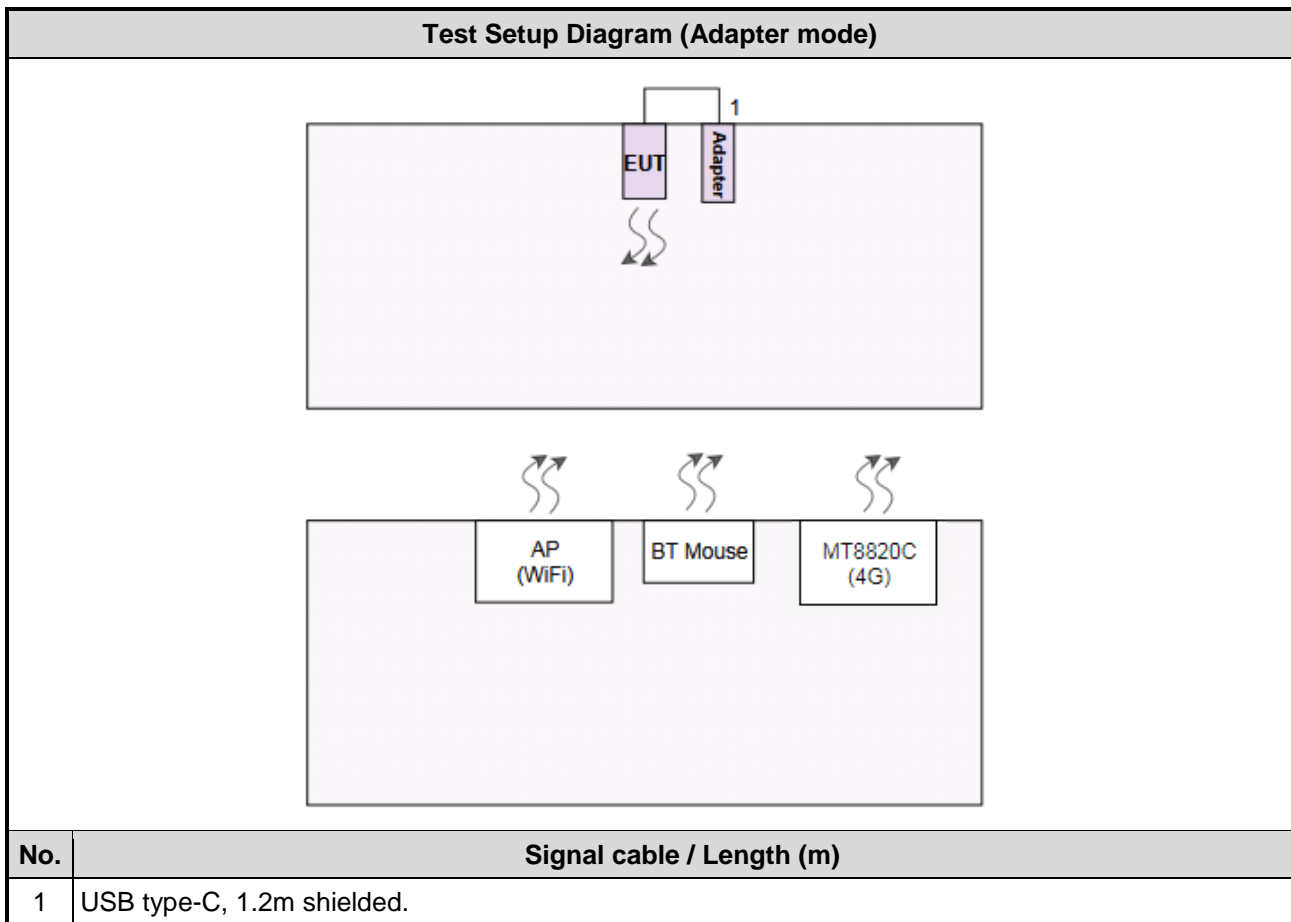 Test Setup Diagram (Adapter mode)
1
EUT
Adapter
AP
(WiFi)
BT Mouse
MT8820C
(4G)
No. Signal cable / Length (m)
1 USB type-C, 1.2m shielded.